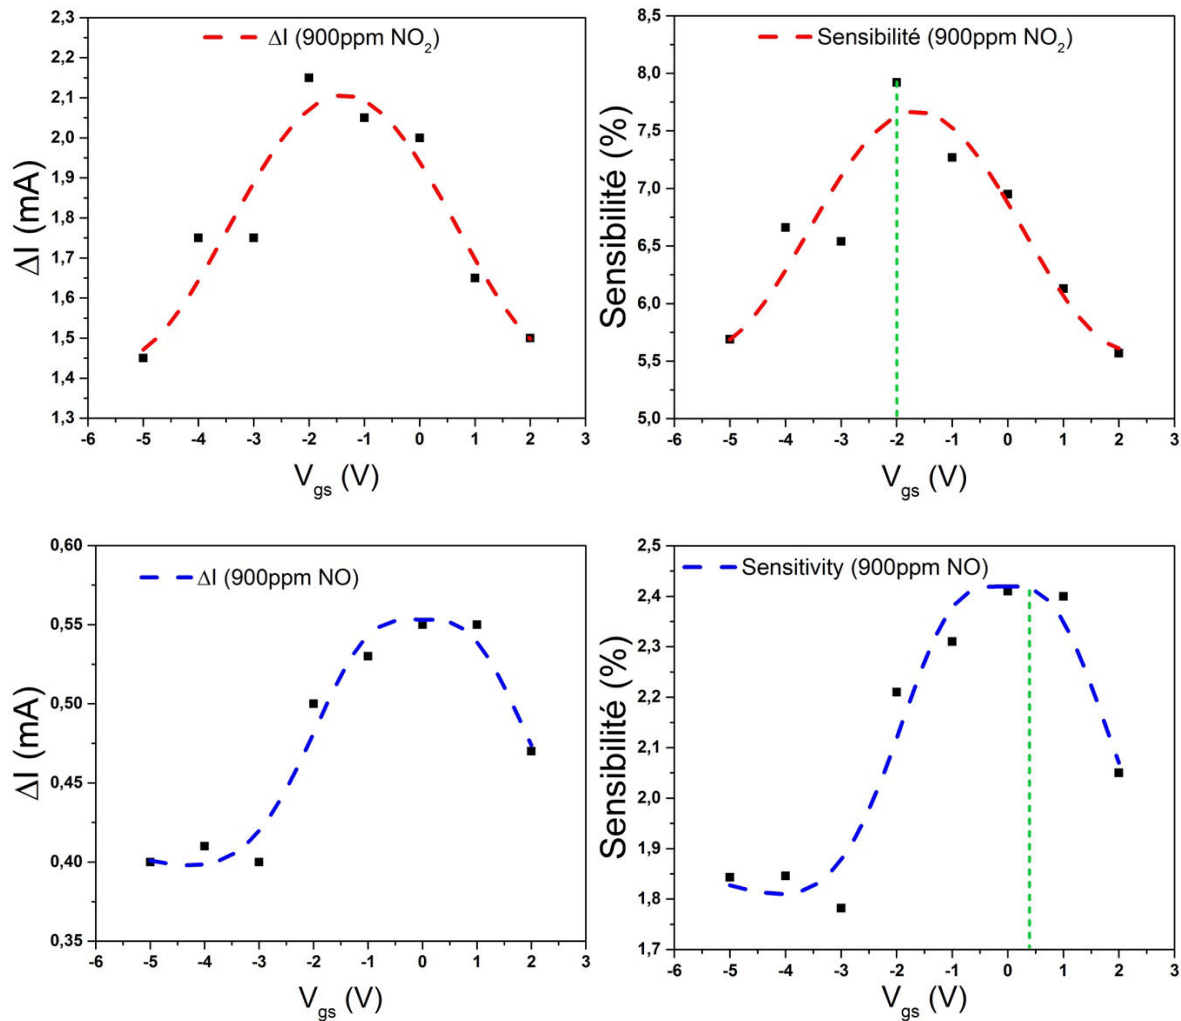 ΔI (900ppm NO₂)
2,3
2,2
2,1
2,0
1,9
1,8
1,7
1,6
1,5
1,4
1,3
ΔI (mA)
-6 -5 -4 -3 -2 -1 0 1 2 3
V_gs (V)
Sensibilité (900ppm NO₂)
8,5
8,0
7,5
7,0
6,5
6,0
5,5
5,0
Sensibilité (%)
-6 -5 -4 -3 -2 -1 0 1 2 3
V_gs (V)
ΔI (900ppm NO)
0,60
0,55
0,50
0,45
0,40
0,35
ΔI (mA)
-6 -5 -4 -3 -2 -1 0 1 2 3
V_gs (V)
Sensitivity (900ppm NO)
2,5
2,4
2,3
2,2
2,1
2,0
1,9
1,8
1,7
Sensibilité (%)
-6 -5 -4 -3 -2 -1 0 1 2 3
V_gs (V)